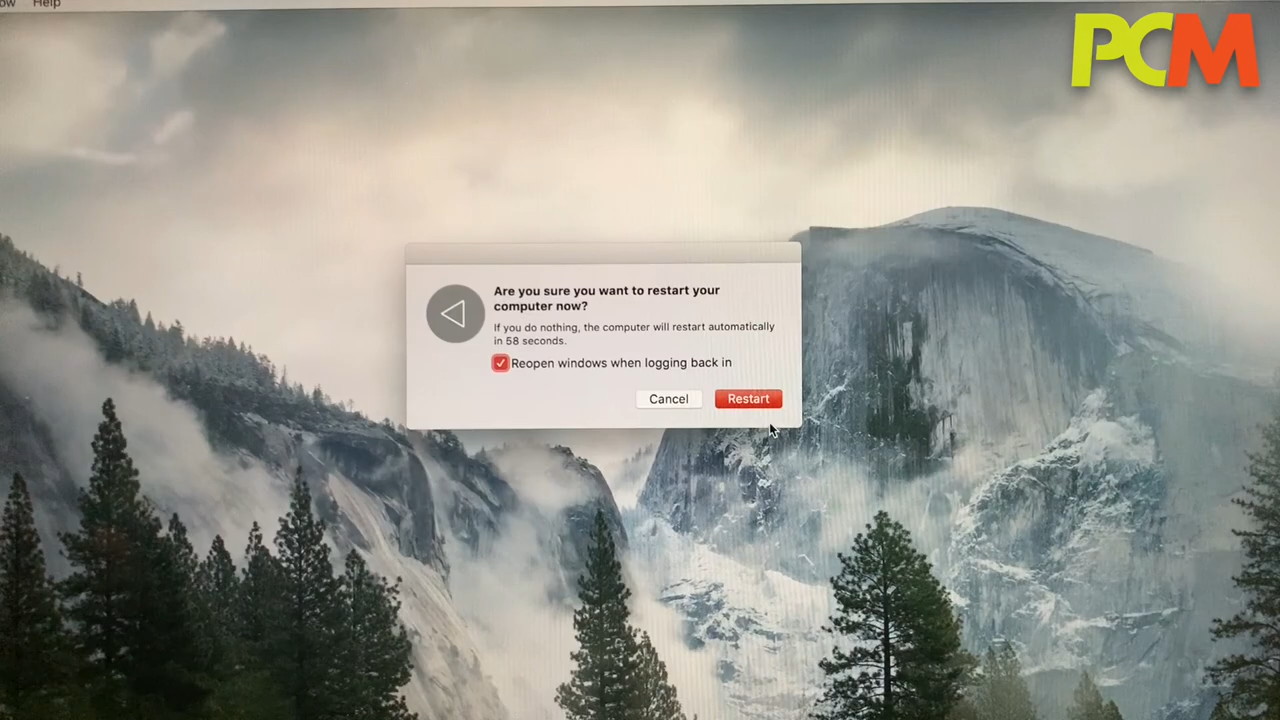 ow Help
PCM
Are you sure you want to restart your
computer now?
If you do nothing, the computer will restart automatically
in 58 seconds.
Reopen windows when logging back in
Cancel Restart